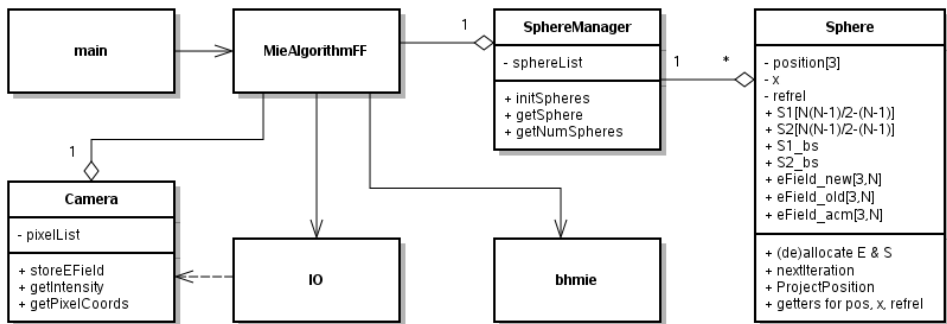 main
MieAlgorithmFF
1
SphereManager
- sphereList
+ initSpheres
+ getSphere
+ getNumSpheres
1
*
Sphere
- position[3]
- x
- refrel
+ S1[N(N-1)/2-(N-1)]
+ S2[N(N-1)/2-(N-1)]
+ S1_bs
+ S2_bs
+ eField_new[3,N]
+ eField_old[3,N]
+ eField_acm[3,N]
+ (de)allocate E & S
+ nextIteration
+ ProjectPosition
+ getters for pos, x, refrel
1
Camera
- pixelList
+ storeEField
+ getIntensity
+ getPixelCoords
IO
bhmie